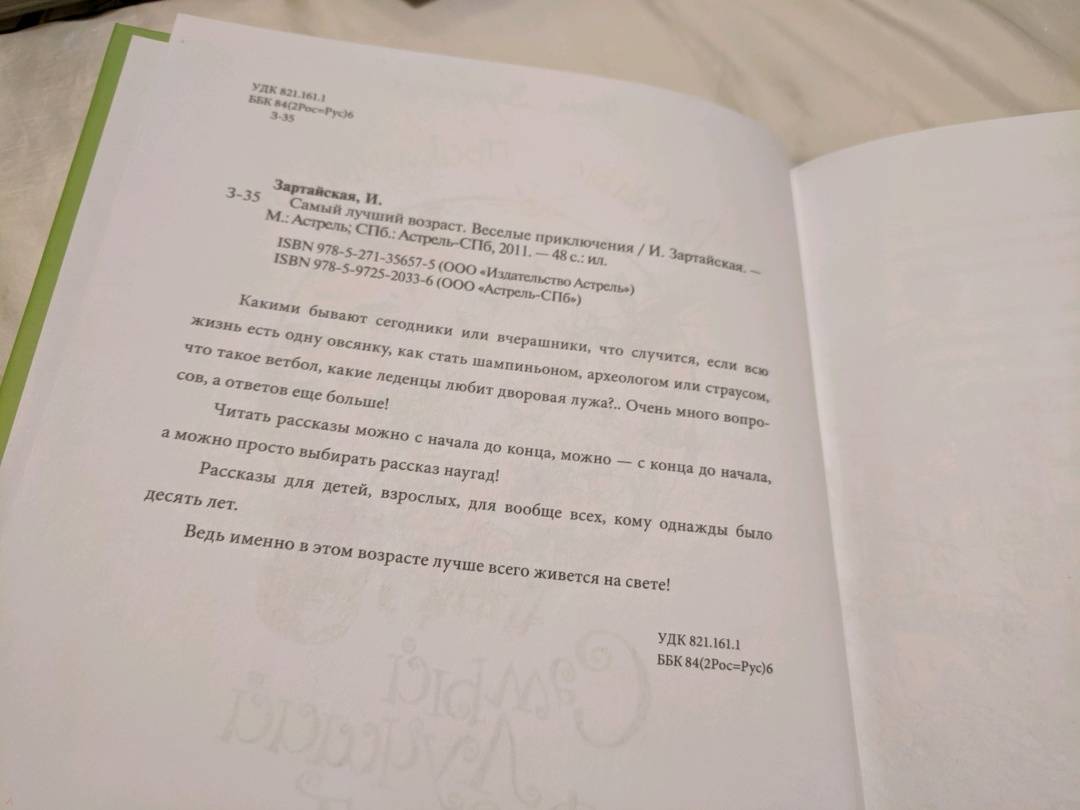 УДК 821.161.1
ББК 84(2Рос=Рус)6
З-35
Зартайская, И.
З-35 Самый лучший возраст. Веселые приключения / И. Зартайская. —
М.: Астрель; СПб.: Астрель-СПб, 2011. — 48 с.: ил.
ISBN 978-5-271-35657-5 (ООО «Издательство Астрель»)
ISBN 978-5-9725-2033-6 (ООО «Астрель-СПб»)
Какими бывают сегодники или вчерашники, что случится, если всю
жизнь есть одну овсянку, как стать шампиньоном, археологом или страусом,
что такое ветбол, какие леденцы любит дворовая лужа?.. Очень много вопро-
сов, а ответов еще больше!
Читать рассказы можно с начала до конца, можно — с конца до начала,
а можно просто выбирать рассказ наугад!
Рассказы для детей, взрослых, для вообще всех, кому однажды было
десять лет.
Ведь именно в этом возрасте лучше всего живется на свете!
УДК 821.161.1
ББК 84(2Рос=Рус)6
Самый
Лучший